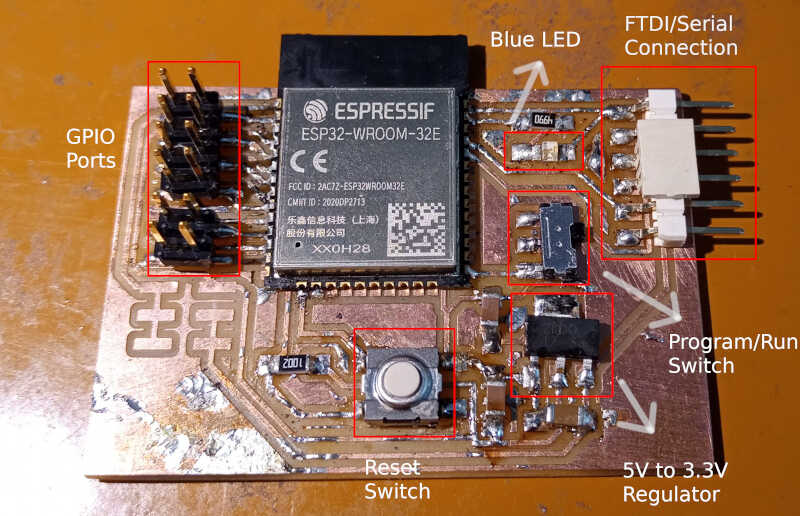 FTDI/Serial
Connection
Blue LED
GPIO
Ports
ESPRESSIF
ESP32-WROOM-32E
CE
FCC ID : 2AC7Z-ESP32WROOM32E
CMIIT ID : 2020DP2713
乐鑫信息科技（上海）
股份有限公司
XX0H28
4990
1002
Program/Run
Switch
Reset
Switch
5V to 3.3V
Regulator